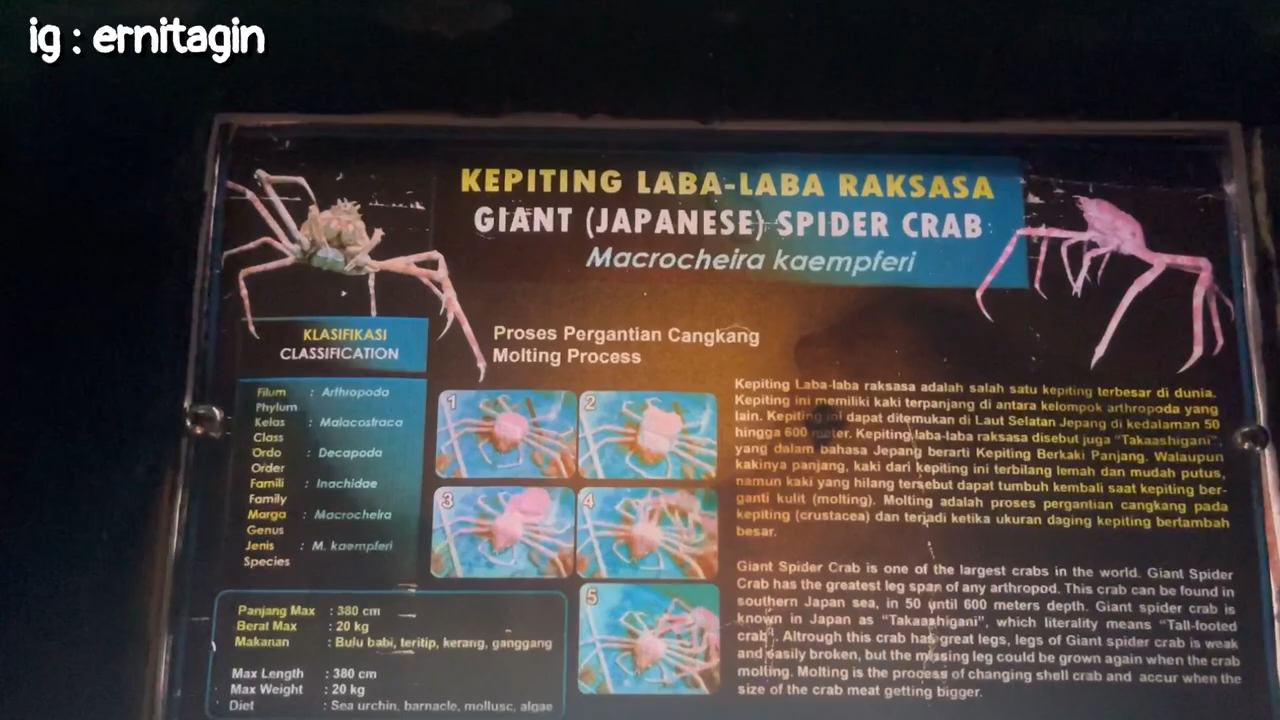 ig : ernitagin
KEPITING LABA-LABA RAKSASA
GIANT (JAPANESE) SPIDER CRAB
Macrocheira kaempferi
KLASIFIKASI
CLASSIFICATION
Filum : Arthropoda
Phylum
Kelas : Malacostraca
Class
Ordo : Decapoda
Order
Famili : Inachidae
Family
Marga : Macrocheira
Genus
Jenis : M. kaempferi
Species
Panjang Max : 380 cm
Berat Max : 20 kg
Makanan : Bulu babi, teritip, kerang, ganggang
Max Length : 380 cm
Max Weight : 20 kg
Diet : Sea urchin, barnacle, mollusc, algae
Proses Pergantian Cangkang
Molting Process
1
2
3
4
5
Kepiting Laba-laba raksasa adalah salah satu kepiting terbesar di dunia.
Kepiting ini memiliki kaki terpanjang di antara kelompok arthropoda yang
lain. Kepiting ini dapat ditemukan di Laut Selatan Jepang di kedalaman 50
hingga 600 meter. Kepiting laba-laba raksasa disebut juga "Takaashigani",
yang dalam bahasa Jepang berarti Kepiting Berkaki Panjang. Walaupun
kakinya panjang, kaki dari kepiting ini terbilang lemah dan mudah putus,
namun kaki yang hilang tersebut dapat tumbuh kembali saat kepiting ber-
ganti kulit (molting). Molting adalah proses pergantian cangkang pada
kepiting (crustacea) dan terjadi ketika ukuran daging kepiting bertambah
besar.
Giant Spider Crab is one of the largest crabs in the world. Giant Spider
Crab has the greatest leg span of any arthropod. This crab can be found in
southern Japan sea, in 50 until 600 meters depth. Giant spider crab is
known in Japan as "Takaashigani", which literality means "Tall-footed
crab". Altrough this crab has great legs, legs of Giant spider crab is weak
and easily broken, but the missing leg could be grown again when the crab
molting. Molting is the process of changing shell crab and accur when the
size of the crab meat getting bigger.